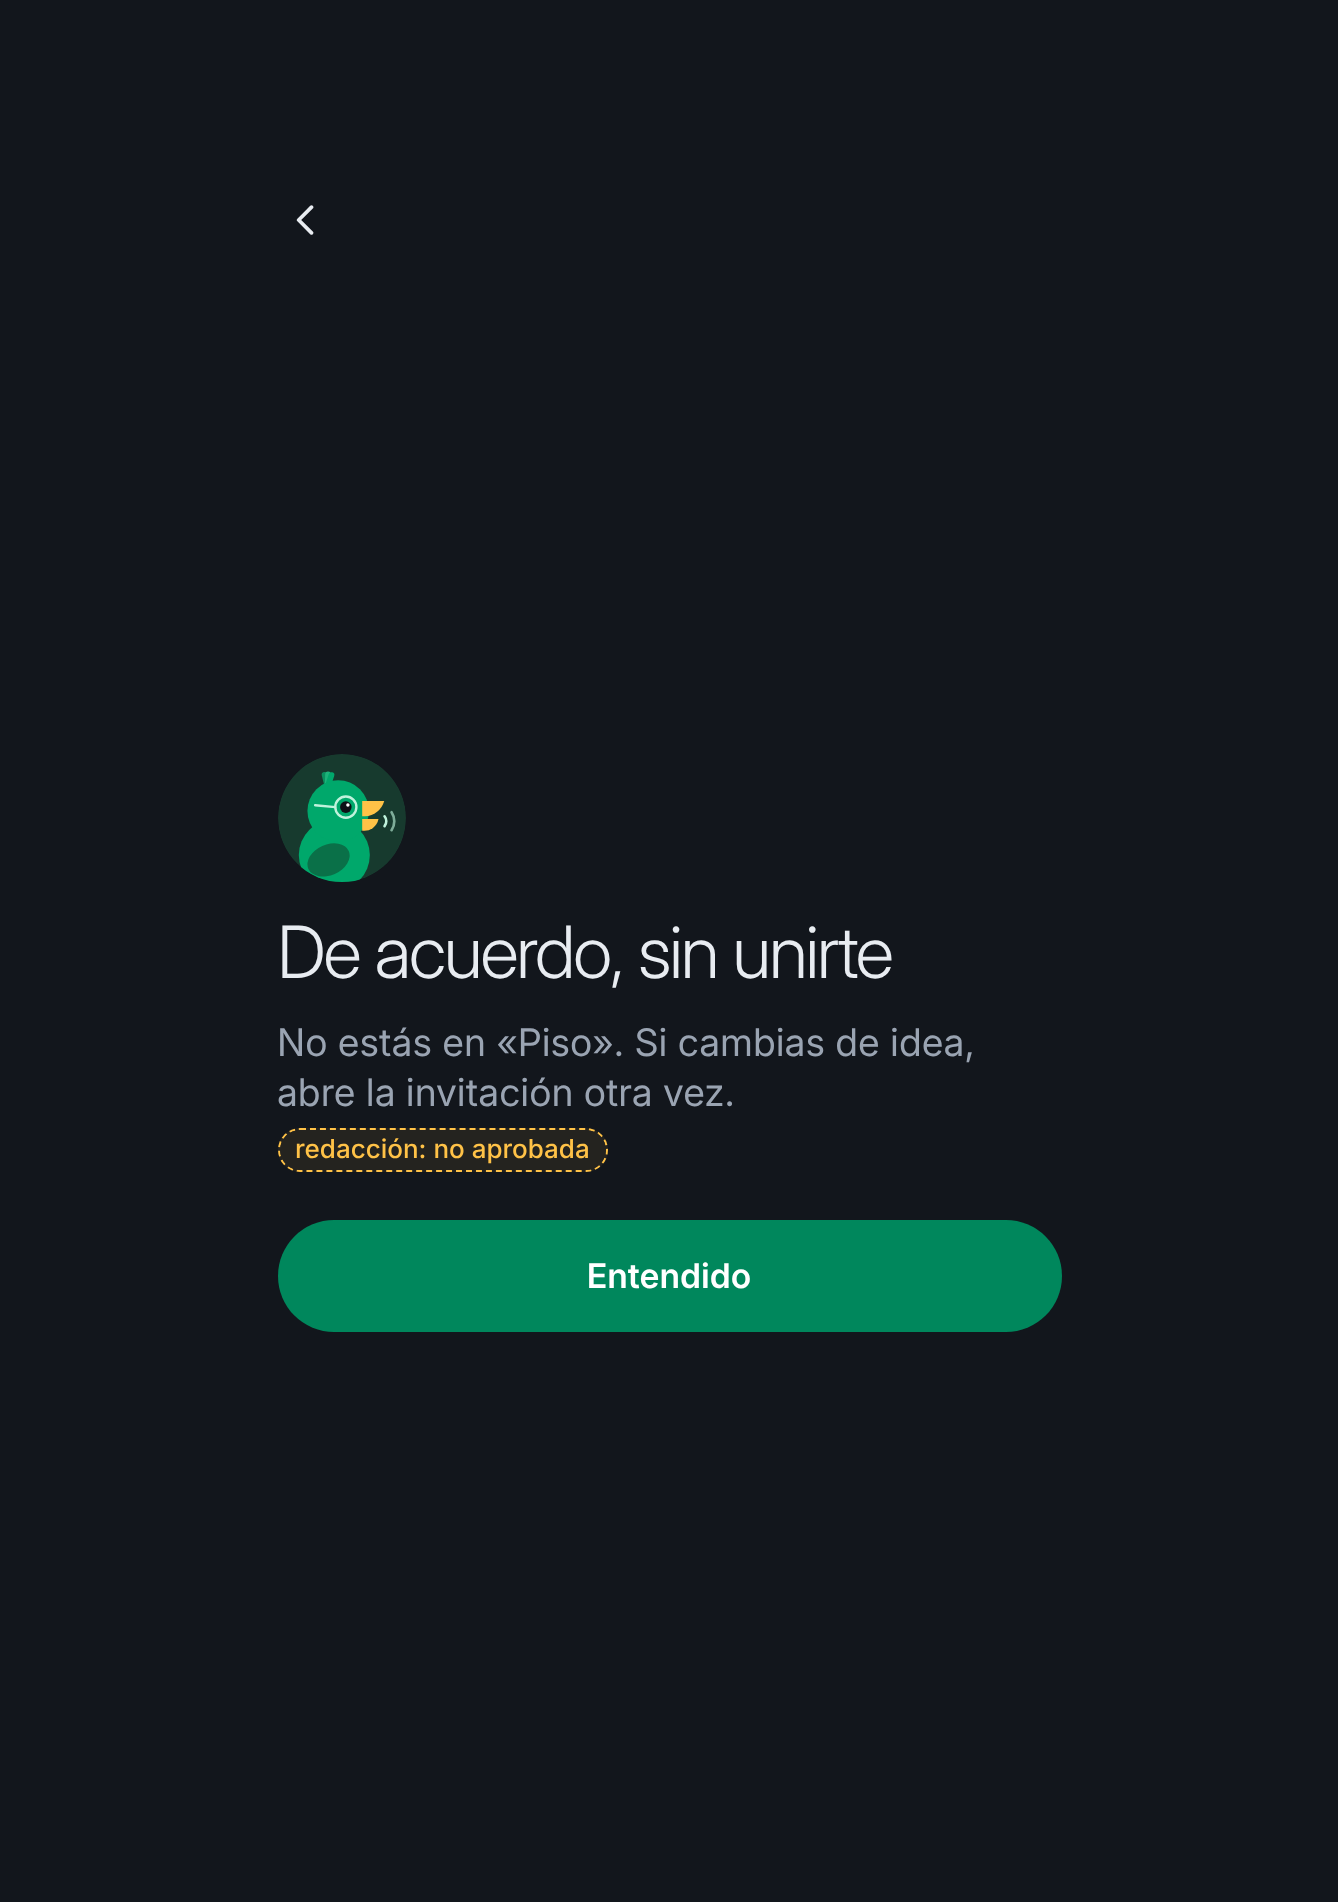 De acuerdo, sin unirte
No estás en «Piso». Si cambias de idea,
abre la invitación otra vez.
redacción: no aprobada
Entendido